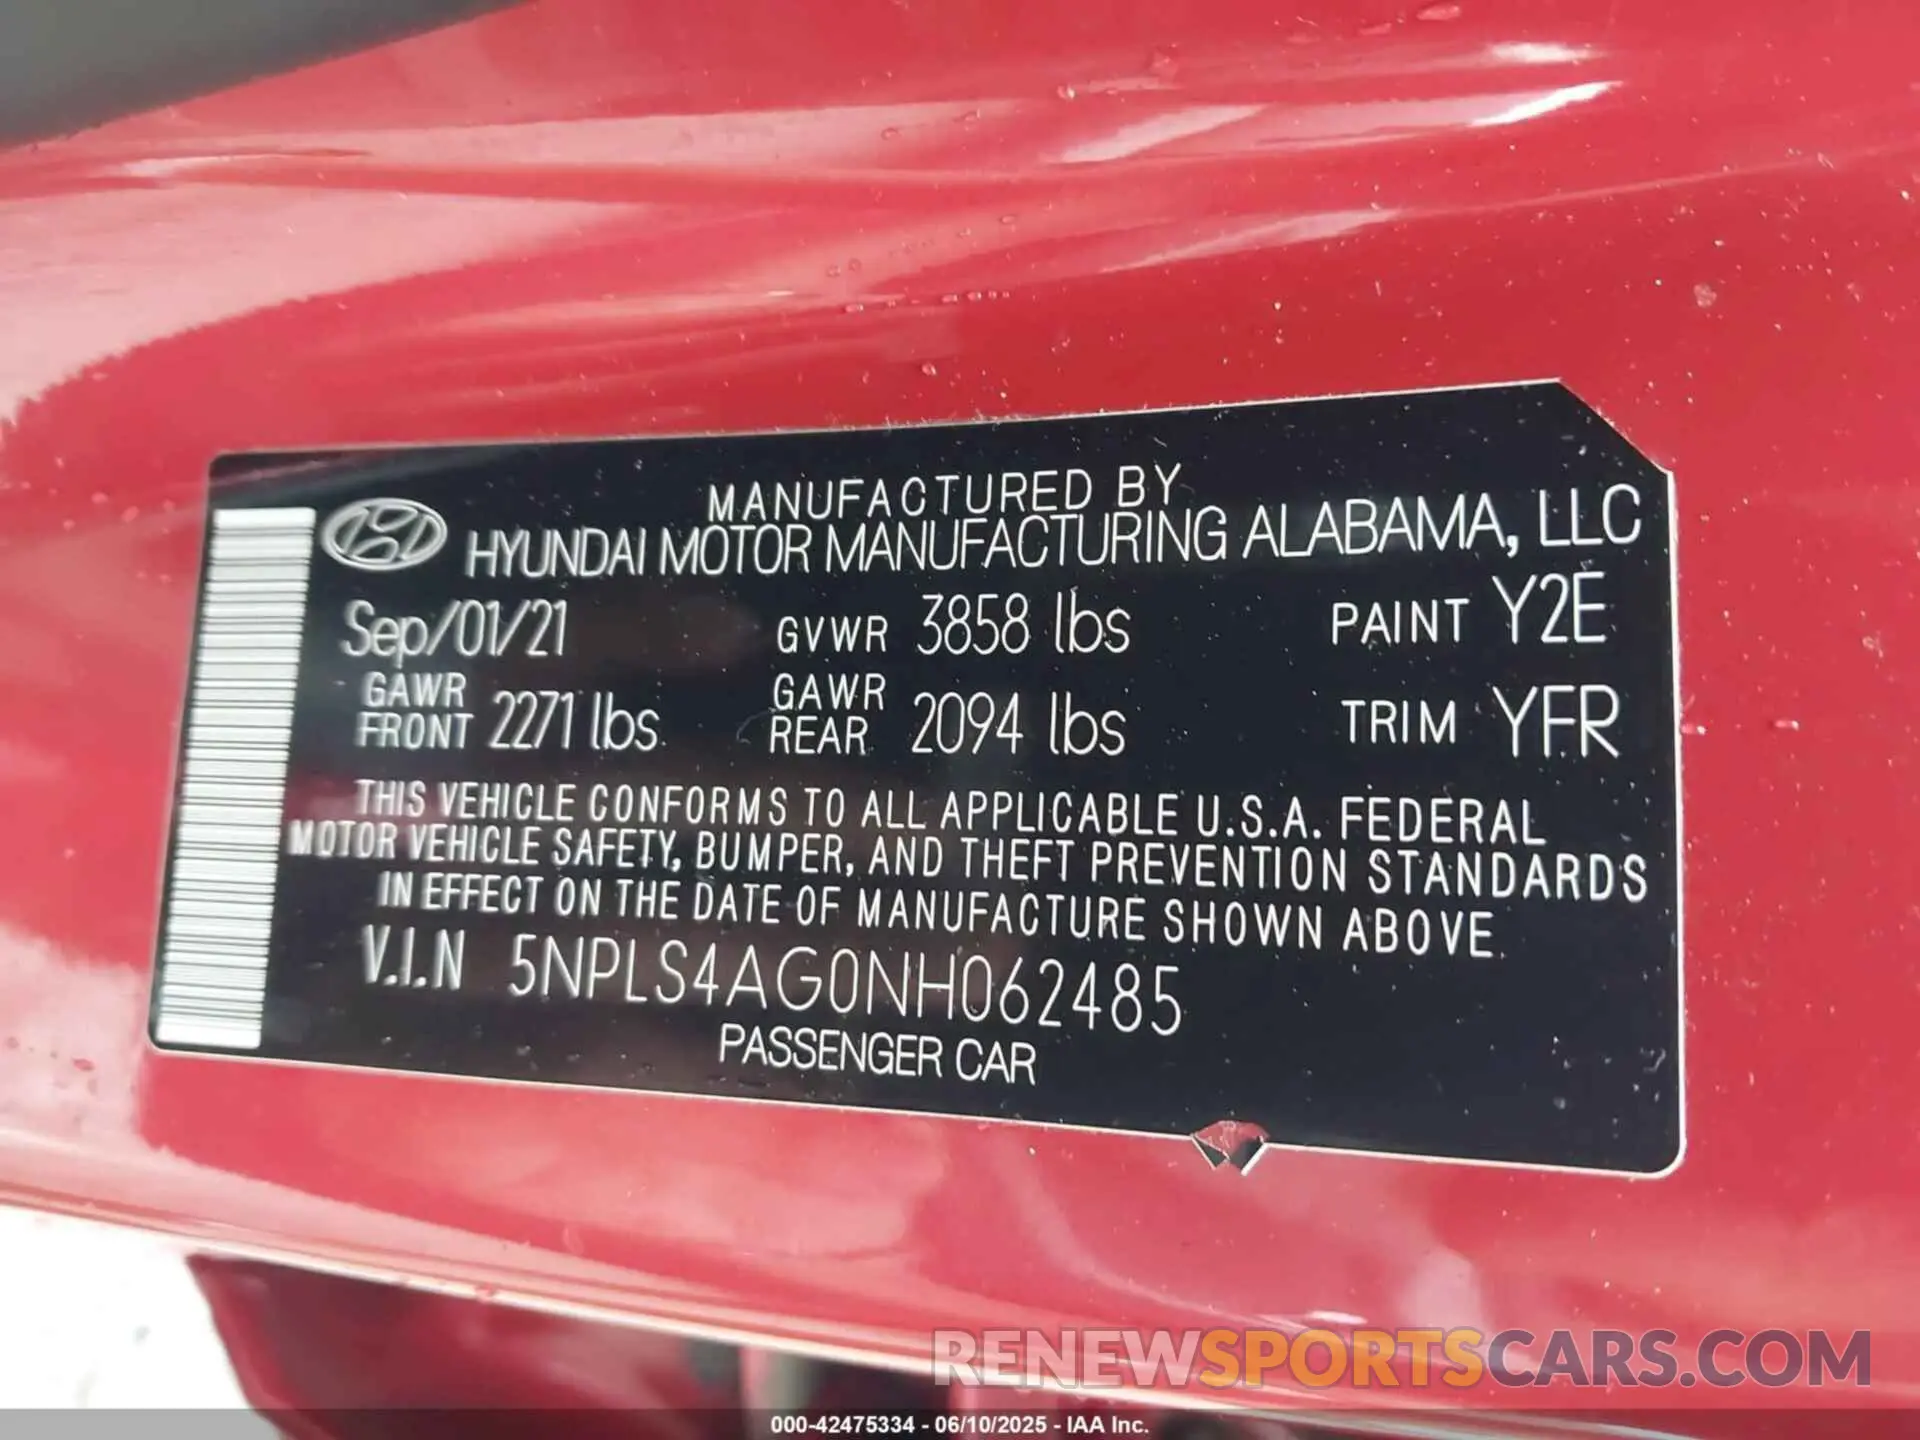 MANUFACTURED BY
HYUNDAI MOTOR MANUFACTURING ALABAMA, LLC
Sep/01/21 GVWR 3858 lbs PAINT Y2E
GAWR FRONT 2271 lbs GAWR REAR 2094 lbs TRIM YFR
THIS VEHICLE CONFORMS TO ALL APPLICABLE U.S.A. FEDERAL
MOTOR VEHICLE SAFETY, BUMPER, AND THEFT PREVENTION STANDARDS
IN EFFECT ON THE DATE OF MANUFACTURE SHOWN ABOVE.
V.I.N 5NPLS4AG0NH062485
PASSENGER CAR
RENEWSPORTSCARS.COM
000-42475334 - 06/10/2025 - IAA Inc.